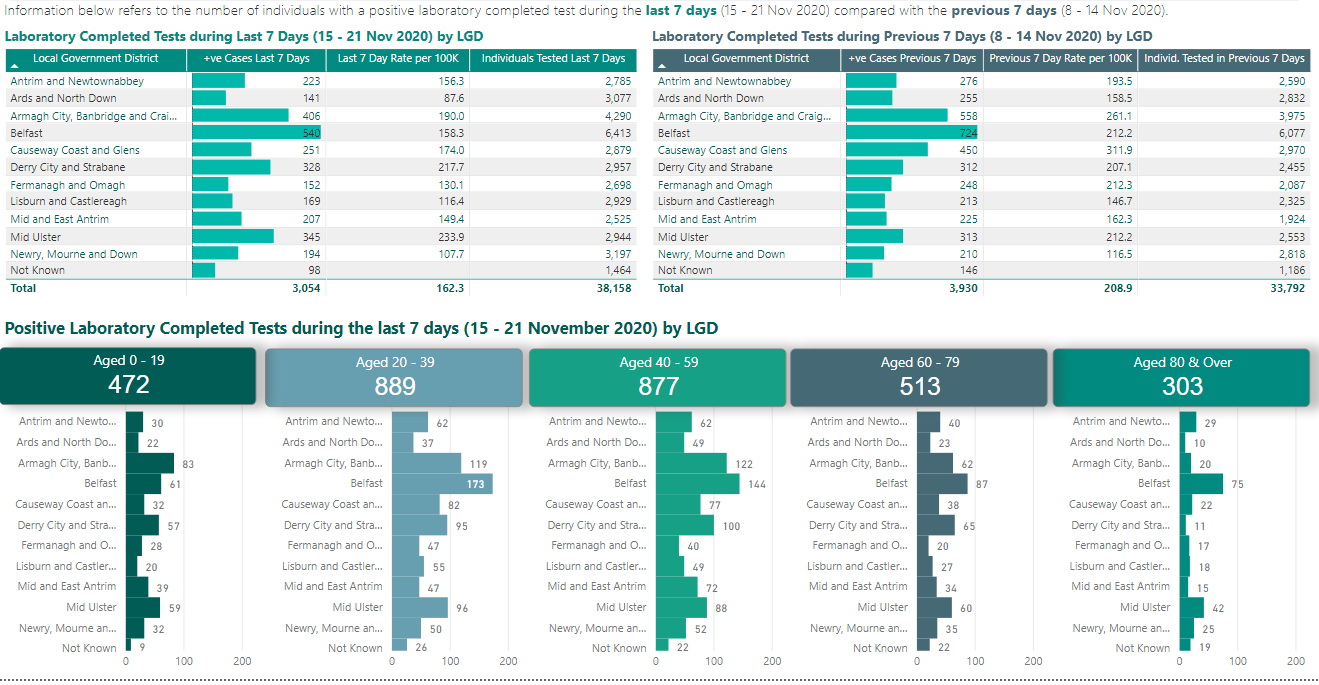 Information below refers to the number of individuals with a positive laboratory completed test during the last 7 days (15 - 21 Nov 2020) compared with the previous 7 days (8 - 14 Nov 2020).
Laboratory Completed Tests during Last 7 Days (15 - 21 Nov 2020) by LGD
Local Government District +ve Cases Last 7 Days Last 7 Day Rate per 100K Individuals Tested Last 7 Days
Antrim and Newtownabbey 223 156.3 2,785
Ards and North Down 141 87.6 3,077
Armagh City, Banbridge and Crai... 406 190.0 4,290
Belfast 540 158.3 6,413
Causeway Coast and Glens 251 174.0 2,879
Derry City and Strabane 328 217.7 2,957
Fermanagh and Omagh 152 130.1 2,698
Lisburn and Castlereagh 169 116.4 2,929
Mid and East Antrim 207 149.4 2,525
Mid Ulster 345 233.9 2,944
Newry, Mourne and Down 194 107.7 3,197
Not Known 98 1,464
Total 3,054 162.3 38,158
Laboratory Completed Tests during Previous 7 Days (8 - 14 Nov 2020) by LGD
Local Government District +ve Cases Previous 7 Days Previous 7 Day Rate per 100K Individ. Tested in Previous 7 Days
Antrim and Newtownabbey 276 193.5 2,590
Ards and North Down 255 158.5 2,832
Armagh City, Banbridge and Craig... 558 261.1 3,975
Belfast 724 212.2 6,077
Causeway Coast and Glens 450 311.9 2,970
Derry City and Strabane 312 207.1 2,455
Fermanagh and Omagh 248 212.3 2,087
Lisburn and Castlereagh 213 146.7 2,325
Mid and East Antrim 225 162.3 1,924
Mid Ulster 313 212.2 2,553
Newry, Mourne and Down 210 116.5 2,818
Not Known 146 1,186
Total 3,930 208.9 33,792
Positive Laboratory Completed Tests during the last 7 days (15 - 21 November 2020) by LGD
Aged 0 - 19
472
Antrim and Newto... 30
Ards and North Do... 22
Armagh City, Banb... 83
Belfast 61
Causeway Coast an... 32
Derry City and Stra... 57
Fermanagh and O... 28
Lisburn and Castler... 20
Mid and East Antrim 39
Mid Ulster 59
Newry, Mourne an... 32
Not Known 9
0 100 200
Aged 20 - 39
889
Antrim and Newto... 62
Ards and North Do... 37
Armagh City, Banb... 119
Belfast 173
Causeway Coast an... 82
Derry City and Stra... 95
Fermanagh and O... 47
Lisburn and Castler... 55
Mid and East Antrim 47
Mid Ulster 96
Newry, Mourne an... 50
Not Known 26
0 100 200
Aged 40 - 59
877
Antrim and Newto... 62
Ards and North Do... 49
Armagh City, Banb... 122
Belfast 144
Causeway Coast an... 77
Derry City and Stra... 100
Fermanagh and O... 40
Lisburn and Castler... 49
Mid and East Antrim 72
Mid Ulster 88
Newry, Mourne an... 52
Not Known 22
0 100 200
Aged 60 - 79
513
Antrim and Newto... 40
Ards and North Do... 23
Armagh City, Banb... 62
Belfast 87
Causeway Coast an... 38
Derry City and Stra... 65
Fermanagh and O... 20
Lisburn and Castler... 27
Mid and East Antrim 34
Mid Ulster 60
Newry, Mourne an... 35
Not Known 22
0 100 200
Aged 80 & Over
303
Antrim and Newto... 29
Ards and North Do... 10
Armagh City, Banb... 20
Belfast 75
Causeway Coast an... 22
Derry City and Stra... 11
Fermanagh and O... 17
Lisburn and Castler... 18
Mid and East Antrim 15
Mid Ulster 42
Newry, Mourne an... 25
Not Known 19
0 100 200